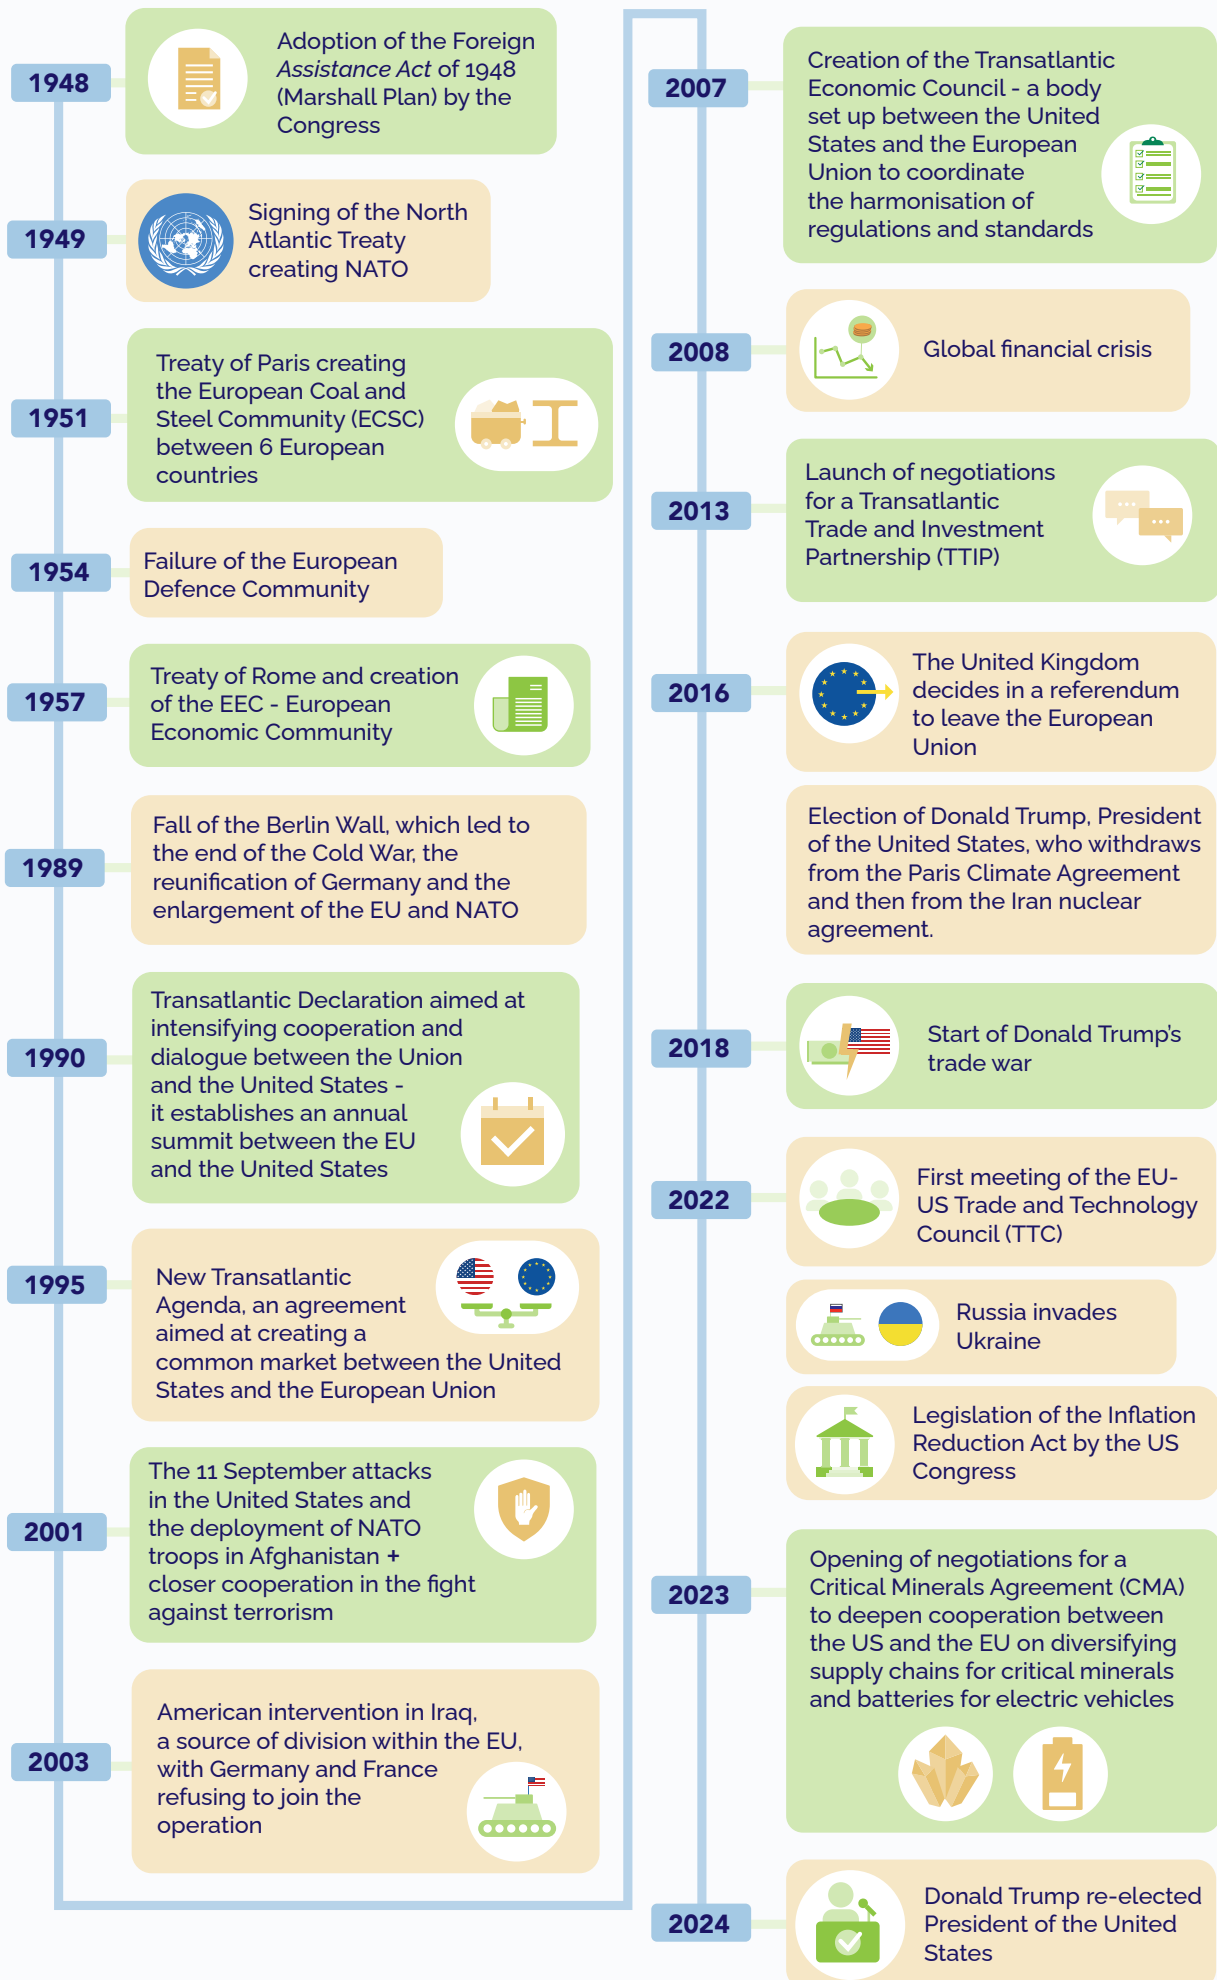 1948
Adoption of the Foreign
Assistance Act of 1948
(Marshall Plan) by the
Congress
1949
Signing of the North
Atlantic Treaty
creating NATO
1951
Treaty of Paris creating
the European Coal and
Steel Community (ECSC)
between 6 European
countries
1954
Failure of the European
Defence Community
1957
Treaty of Rome and creation
of the EEC - European
Economic Community
1989
Fall of the Berlin Wall, which led to
the end of the Cold War, the
reunification of Germany and the
enlargement of the EU and NATO
1990
Transatlantic Declaration aimed at
intensifying cooperation and
dialogue between the Union
and the United States -
it establishes an annual
summit between the EU
and the United States
1995
New Transatlantic
Agenda, an agreement
aimed at creating a
common market between the United
States and the European Union
2001
The 11 September attacks
in the United States and
the deployment of NATO
troops in Afghanistan +
closer cooperation in the fight
against terrorism
2003
American intervention in Iraq,
a source of division within the EU,
with Germany and France
refusing to join the
operation
2007
Creation of the Transatlantic
Economic Council - a body
set up between the United
States and the European
Union to coordinate
the harmonisation of
regulations and standards
2008
Global financial crisis
2013
Launch of negotiations
for a Transatlantic
Trade and Investment
Partnership (TTIP)
2016
The United Kingdom
decides in a referendum
to leave the European
Union
Election of Donald Trump, President
of the United States, who withdraws
from the Paris Climate Agreement
and then from the Iran nuclear
agreement.
2018
Start of Donald Trump's
trade war
2022
First meeting of the EU-
US Trade and Technology
Council (TTC)
Russia invades
Ukraine
Legislation of the Inflation
Reduction Act by the US
Congress
2023
Opening of negotiations for a
Critical Minerals Agreement (CMA)
to deepen cooperation between
the US and the EU on diversifying
supply chains for critical minerals
and batteries for electric vehicles
2024
Donald Trump re-elected
President of the United
States